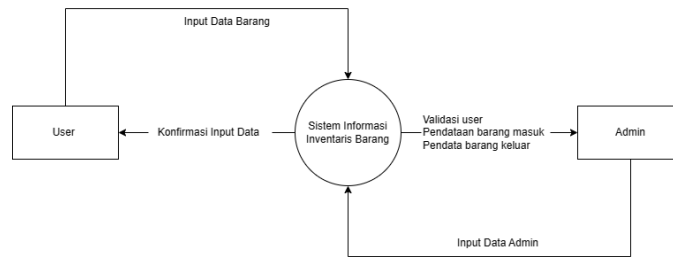 Input Data Barang
User
Konfirmasi Input Data
Sistem Informasi
Inventaris Barang
Validasi user
Pendataan barang masuk
Pendata barang keluar
Admin
Input Data Admin